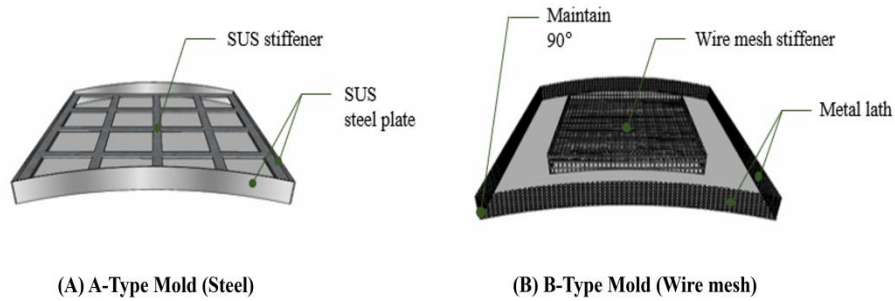 SUS stiffener
SUS
steel plate
(A) A-Type Mold (Steel)
Maintain
90°
Wire mesh stiffener
Metal lath
(B) B-Type Mold (Wire mesh)